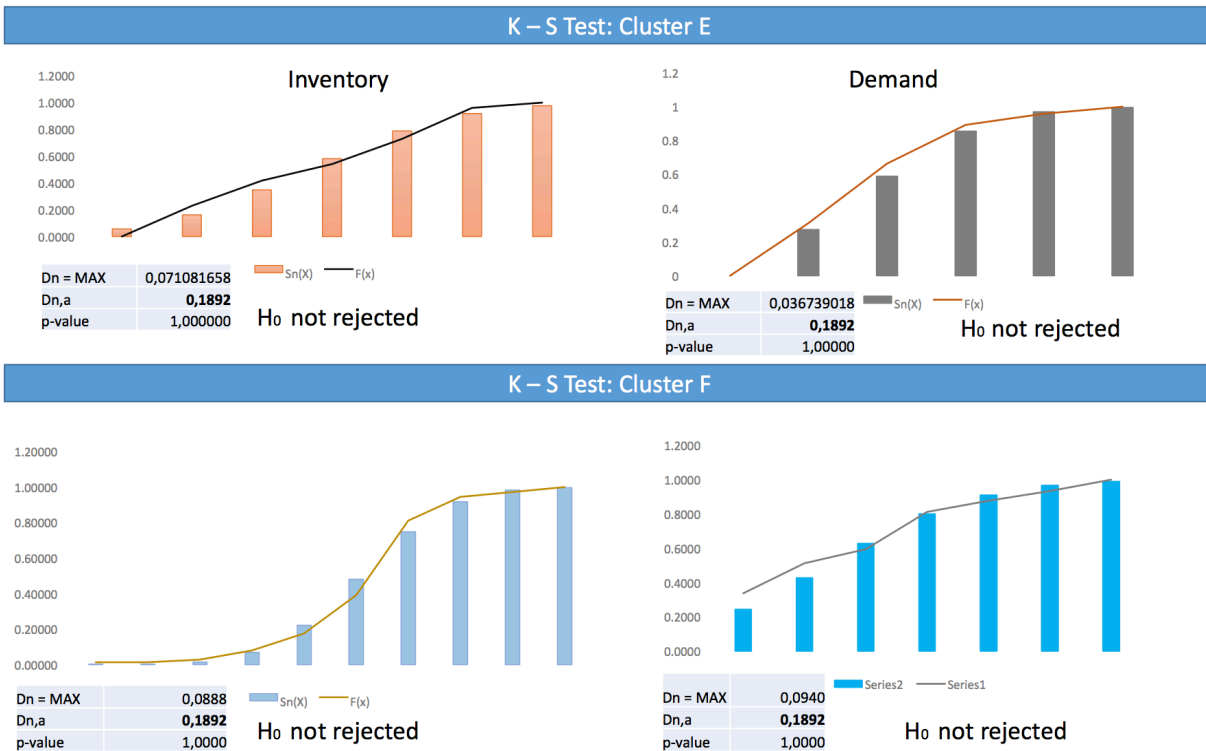 K – S Test: Cluster E
Inventory
1.2000
1.0000
0.8000
0.6000
0.4000
0.2000
0.0000
Sn(X) F(x)
Dn = MAX 0,071081658
Dn,a 0,1892
p-value 1,000000
H₀ not rejected
Demand
1.2
1
0.8
0.6
0.4
0.2
0
Sn(X) F(x)
Dn = MAX 0,036739018
Dn,a 0,1892
p-value 1,00000
H₀ not rejected
K – S Test: Cluster F
1.20000
1.00000
0.80000
0.60000
0.40000
0.20000
0.00000
Sn(X) F(x)
Dn = MAX 0,0888
Dn,a 0,1892
p-value 1,0000
H₀ not rejected
1.2000
1.0000
0.8000
0.6000
0.4000
0.2000
0.0000
Series2 Series1
Dn = MAX 0,0940
Dn,a 0,1892
p-value 1,0000
H₀ not rejected